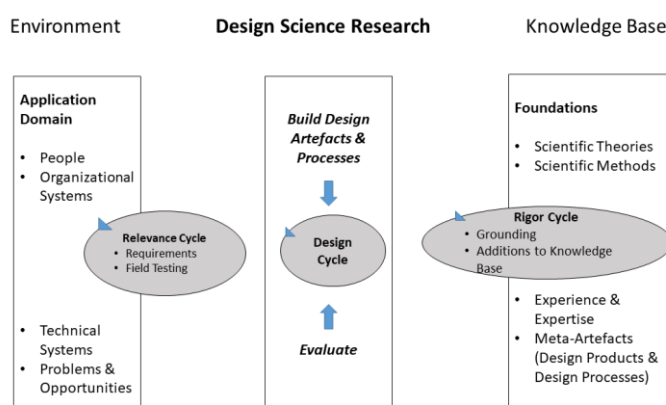 Environment
Design Science Research
Knowledge Base
Application
Domain
• People
• Organizational
Systems
Relevance Cycle
• Requirements
• Field Testing
• Technical
Systems
• Problems &
Opportunities
Build Design
Artefacts &
Processes
Design
Cycle
Evaluate
Foundations
• Scientific Theories
• Scientific Methods
Rigor Cycle
• Grounding
• Additions to Knowledge
Base
• Experience &
Expertise
• Meta-Artefacts
(Design Products &
Design Processes)